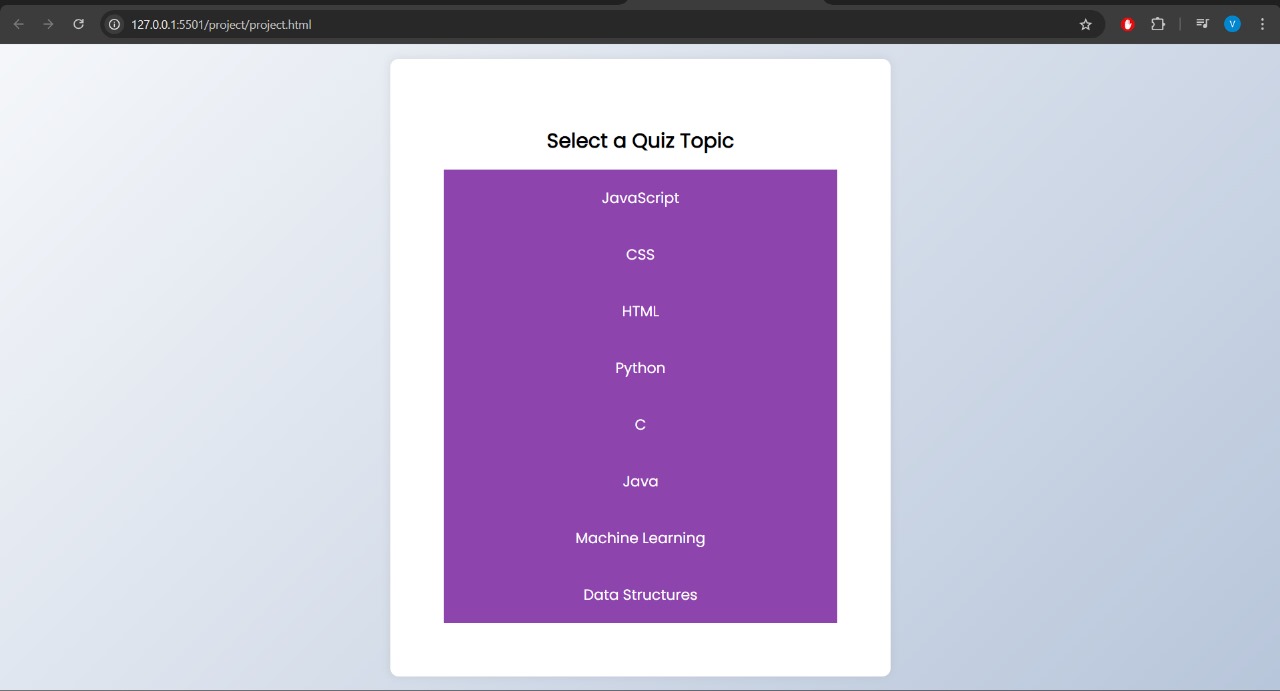 127.0.0.1:5501/project/project.html
V
Select a Quiz Topic
JavaScript
CSS
HTML
Python
C
Java
Machine Learning
Data Structures